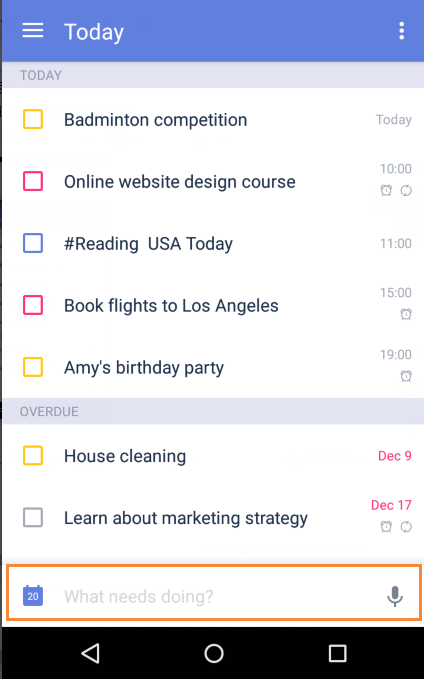 Today
TODAY
Badminton competition Today
Online website design course 10:00
#Reading USA Today 11:00
Book flights to Los Angeles 15:00
Amy's birthday party 19:00
OVERDUE
House cleaning Dec 9
Learn about marketing strategy Dec 17
20 What needs doing?